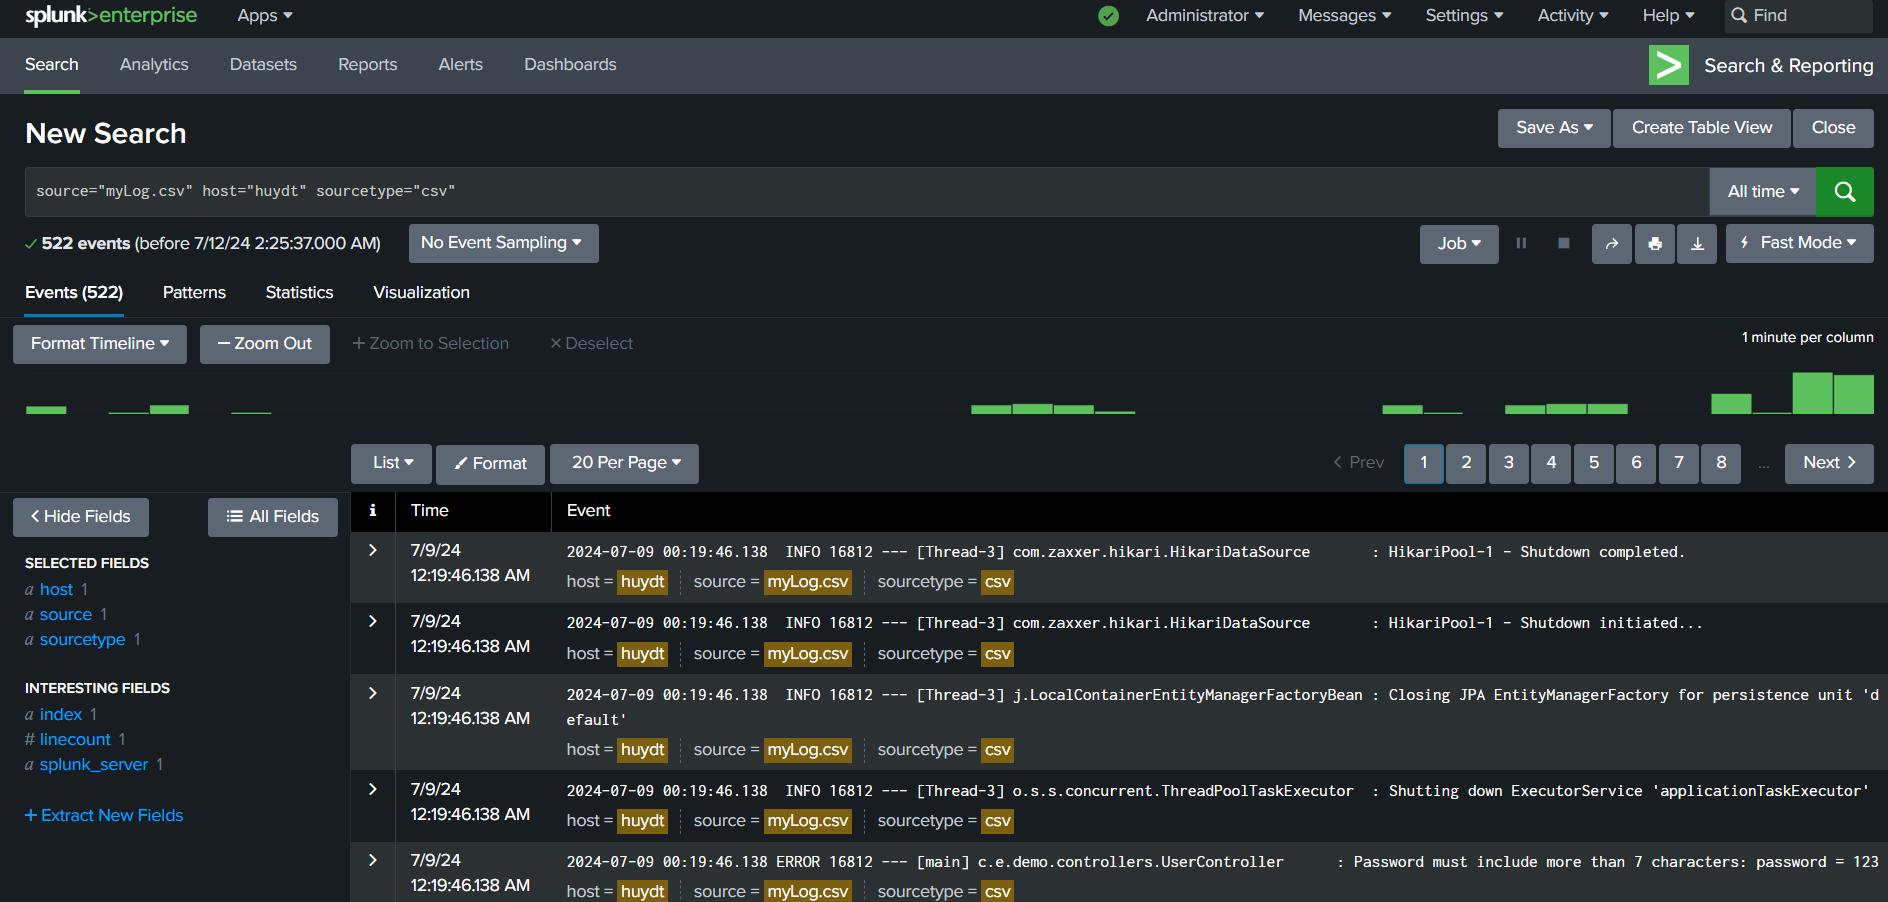 splunk>enterprise Apps Administrator Messages Settings Activity Help Find
Search Analytics Datasets Reports Alerts Dashboards Search & Reporting
New Search Save As Create Table View Close
source="myLog.csv" host="huydt" sourcetype="csv" All time
522 events (before 7/12/24 2:25:37.000 AM) No Event Sampling Job Fast Mode
Events (522) Patterns Statistics Visualization
Format Timeline Zoom Out Zoom to Selection Deselect 1 minute per column
List Format 20 Per Page Prev 1 2 3 4 5 6 7 8 ... Next
Hide Fields All Fields
SELECTED FIELDS
a host 1
a source 1
a sourcetype 1
INTERESTING FIELDS
a index 1
# linecount 1
a splunk_server 1
+ Extract New Fields
i Time Event
7/9/24 2024-07-09 00:19:46.138  INFO 16812 --- [Thread-3] com.zaxxer.hikari.HikariDataSource       : HikariPool-1 - Shutdown completed.
12:19:46.138 AM host = huydt source = myLog.csv sourcetype = csv
7/9/24 2024-07-09 00:19:46.138  INFO 16812 --- [Thread-3] com.zaxxer.hikari.HikariDataSource       : HikariPool-1 - Shutdown initiated...
12:19:46.138 AM host = huydt source = myLog.csv sourcetype = csv
7/9/24 2024-07-09 00:19:46.138  INFO 16812 --- [Thread-3] j.LocalContainerEntityManagerFactoryBean : Closing JPA EntityManagerFactory for persistence unit 'd
12:19:46.138 AM efault'
host = huydt source = myLog.csv sourcetype = csv
7/9/24 2024-07-09 00:19:46.138  INFO 16812 --- [Thread-3] o.s.s.concurrent.ThreadPoolTaskExecutor  : Shutting down ExecutorService 'applicationTaskExecutor'
12:19:46.138 AM host = huydt source = myLog.csv sourcetype = csv
7/9/24 2024-07-09 00:19:46.138 ERROR 16812 --- [main] c.e.demo.controllers.UserController      : Password must include more than 7 characters: password = 123
12:19:46.138 AM host = huydt source = myLog.csv sourcetype = csv